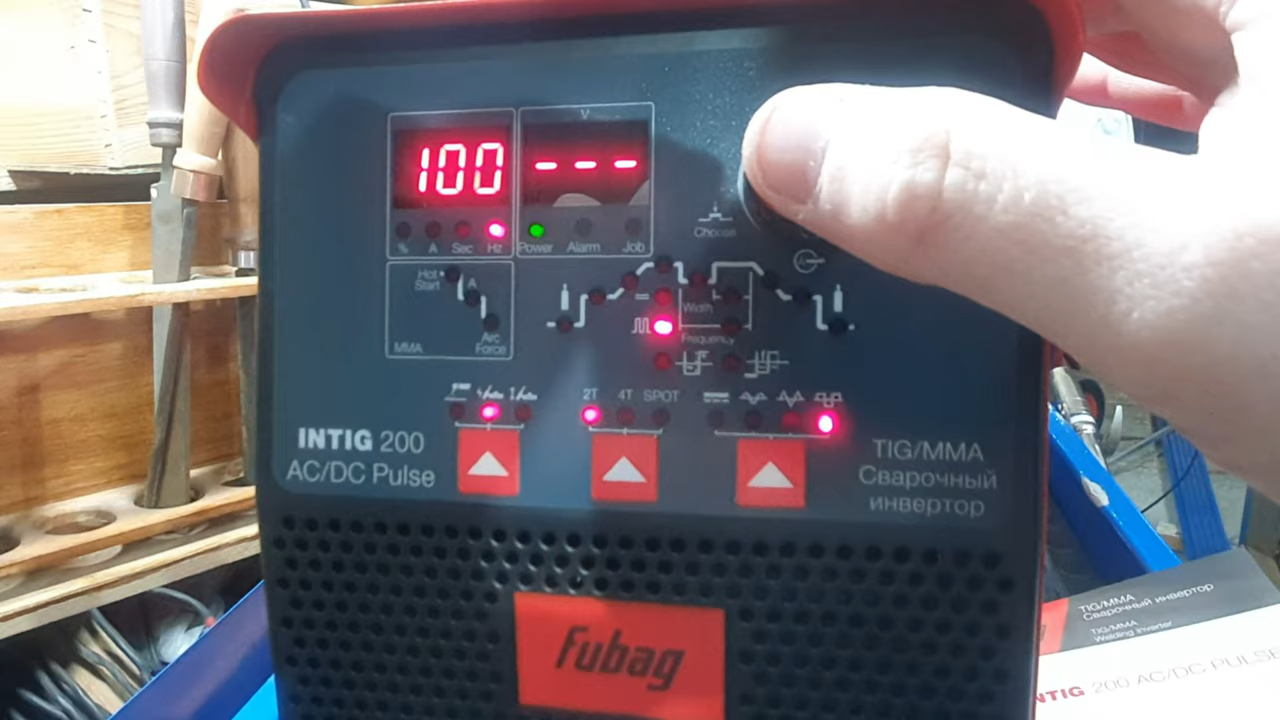 V
100
---
% A Sec Hz
Power Alarm Job
Choose
A
Hot
Start
A
Arc
Force
MMA
Width
Frequency
2T 4T SPOT
INTIG 200
AC/DC Pulse
TIG/MMA
Сварочный
инвертор
Fubag
TIG/MMA
Сварочный инвертор
TIG/MMA
Welding inverter
NTIG 200 AC/DC PULSE